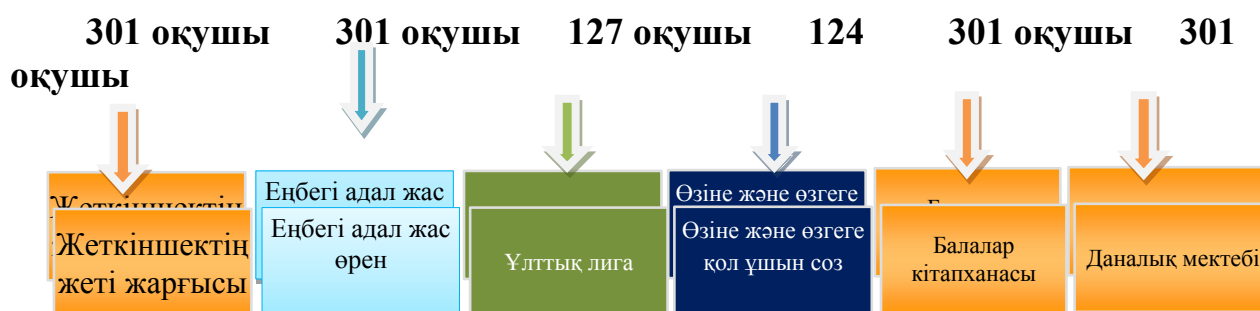 301 оқушы 301 оқушы 127 оқушы 124 301 оқушы 301
оқушы
Жеткіншектің
Жеткіншектің
жеті жарғысы
Еңбегі адал жас
Еңбегі адал жас
өрен
Ұлттық лига
Өзіне және өзгеге
Өзіне және өзгеге
қол ұшын соз
Балалар
кітапханасы
Даналық мектебі